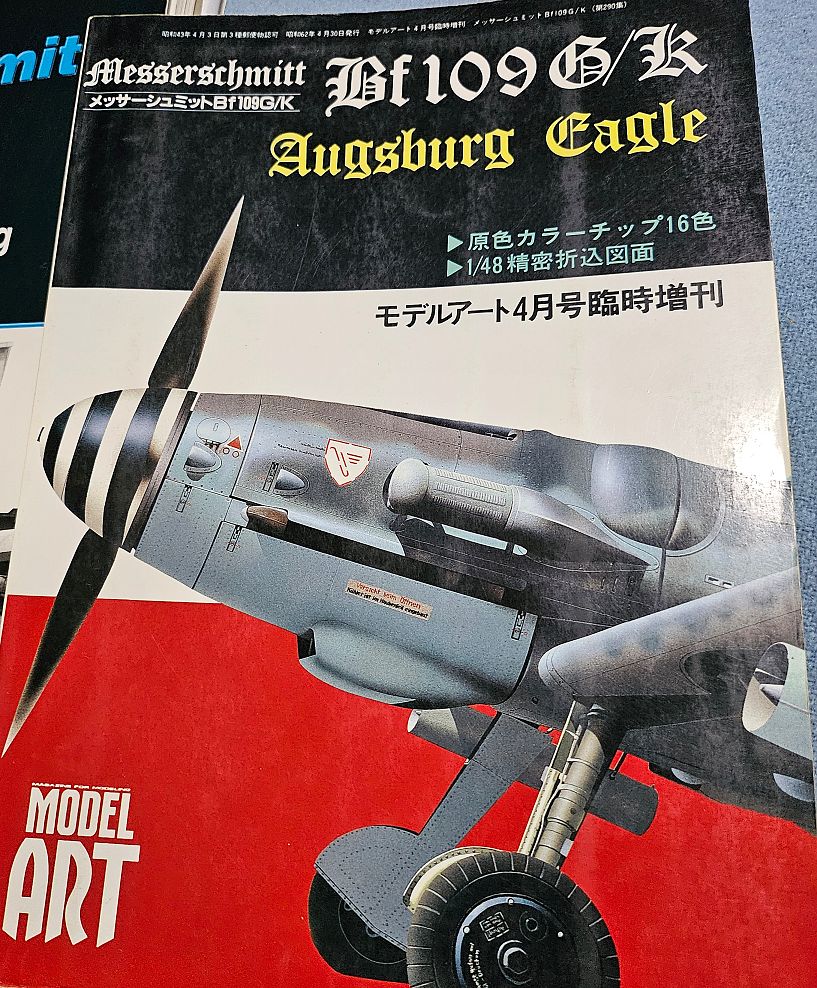 昭和43年4月3日第3種郵便物認可 昭和62年4月30日発行 モデルアート4月号臨時増刊 メッサーシュミットBf109G/K (第290集)
Messerschmitt Bf109G/K
メッサーシュミットBf109G/K
Augsburg Eagle
▶原色カラーチップ16色
▶1/48精密折込図面
モデルアート4月号臨時増刊
Vorsicht beim Öffnen
MAGAZINE FOR MODELING
MODEL
ART
mit
g